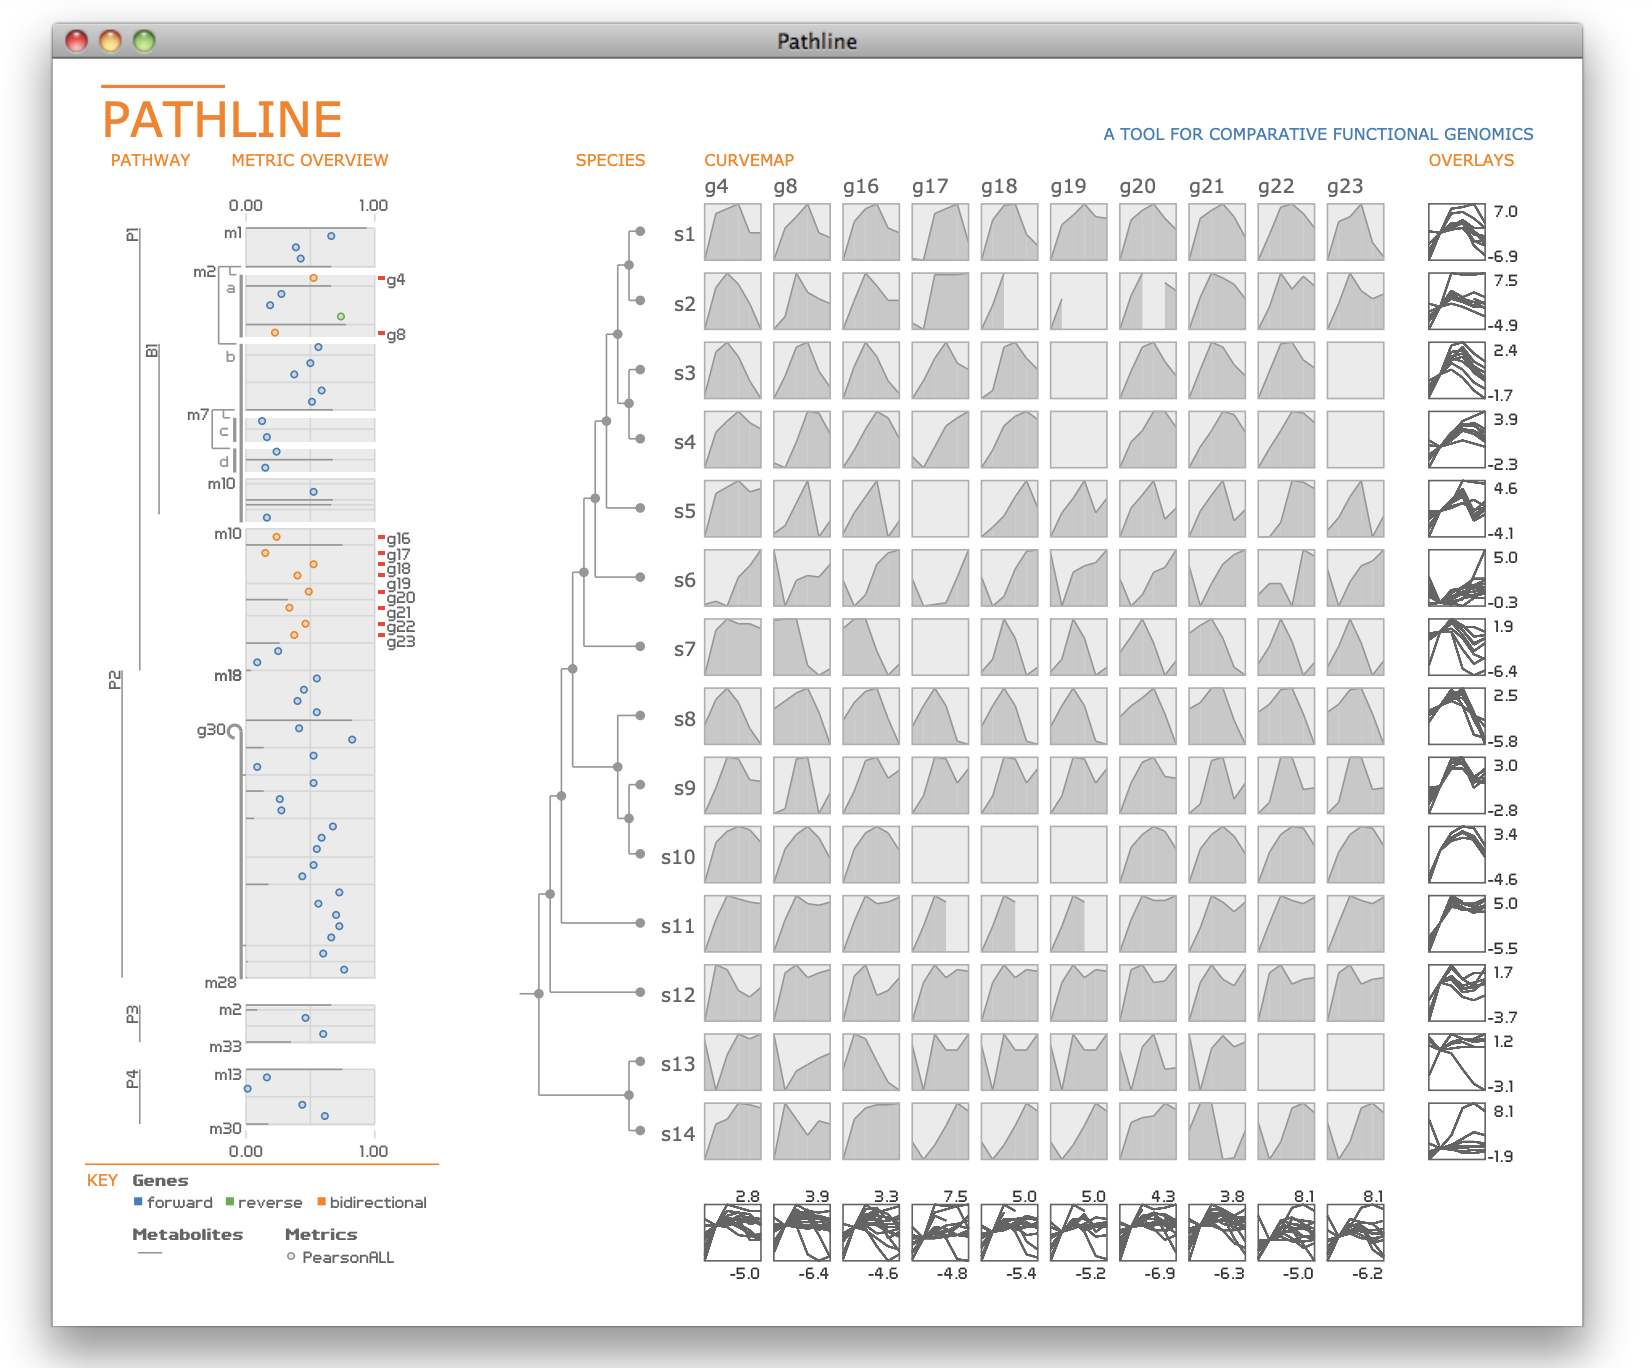 Pathline
PATHLINE
A TOOL FOR COMPARATIVE FUNCTIONAL GENOMICS
PATHWAY METRIC OVERVIEW SPECIES CURVEMAP OVERLAYS
g4 g8 g16 g17 g18 g19 g20 g21 g22 g23
0.00 1.00
P1
m1
m2
a
g4
g8
B1
b
m7
c
d
m10
m10
g16
g17
g18
g19
g20
g21
g22
g23
P2
m18
g30
m28
P3
m2
m33
P4
m13
m30
0.00 1.00
s1 7.0
-6.9
s2 7.5
-4.9
s3 2.4
-1.7
s4 3.9
-2.3
s5 4.6
-4.1
s6 5.0
-0.3
s7 1.9
-6.4
s8 2.5
-5.8
s9 3.0
-2.8
s10 3.4
-4.6
s11 5.0
-5.5
s12 1.7
-3.7
s13 1.2
-3.1
s14 8.1
-1.9
KEY Genes
forward reverse bidirectional
Metabolites Metrics
PearsonALL
2.8 3.9 3.3 7.5 5.0 5.0 4.3 3.8 8.1 8.1
-5.0 -6.4 -4.6 -4.8 -5.4 -5.2 -6.9 -6.3 -5.0 -6.2